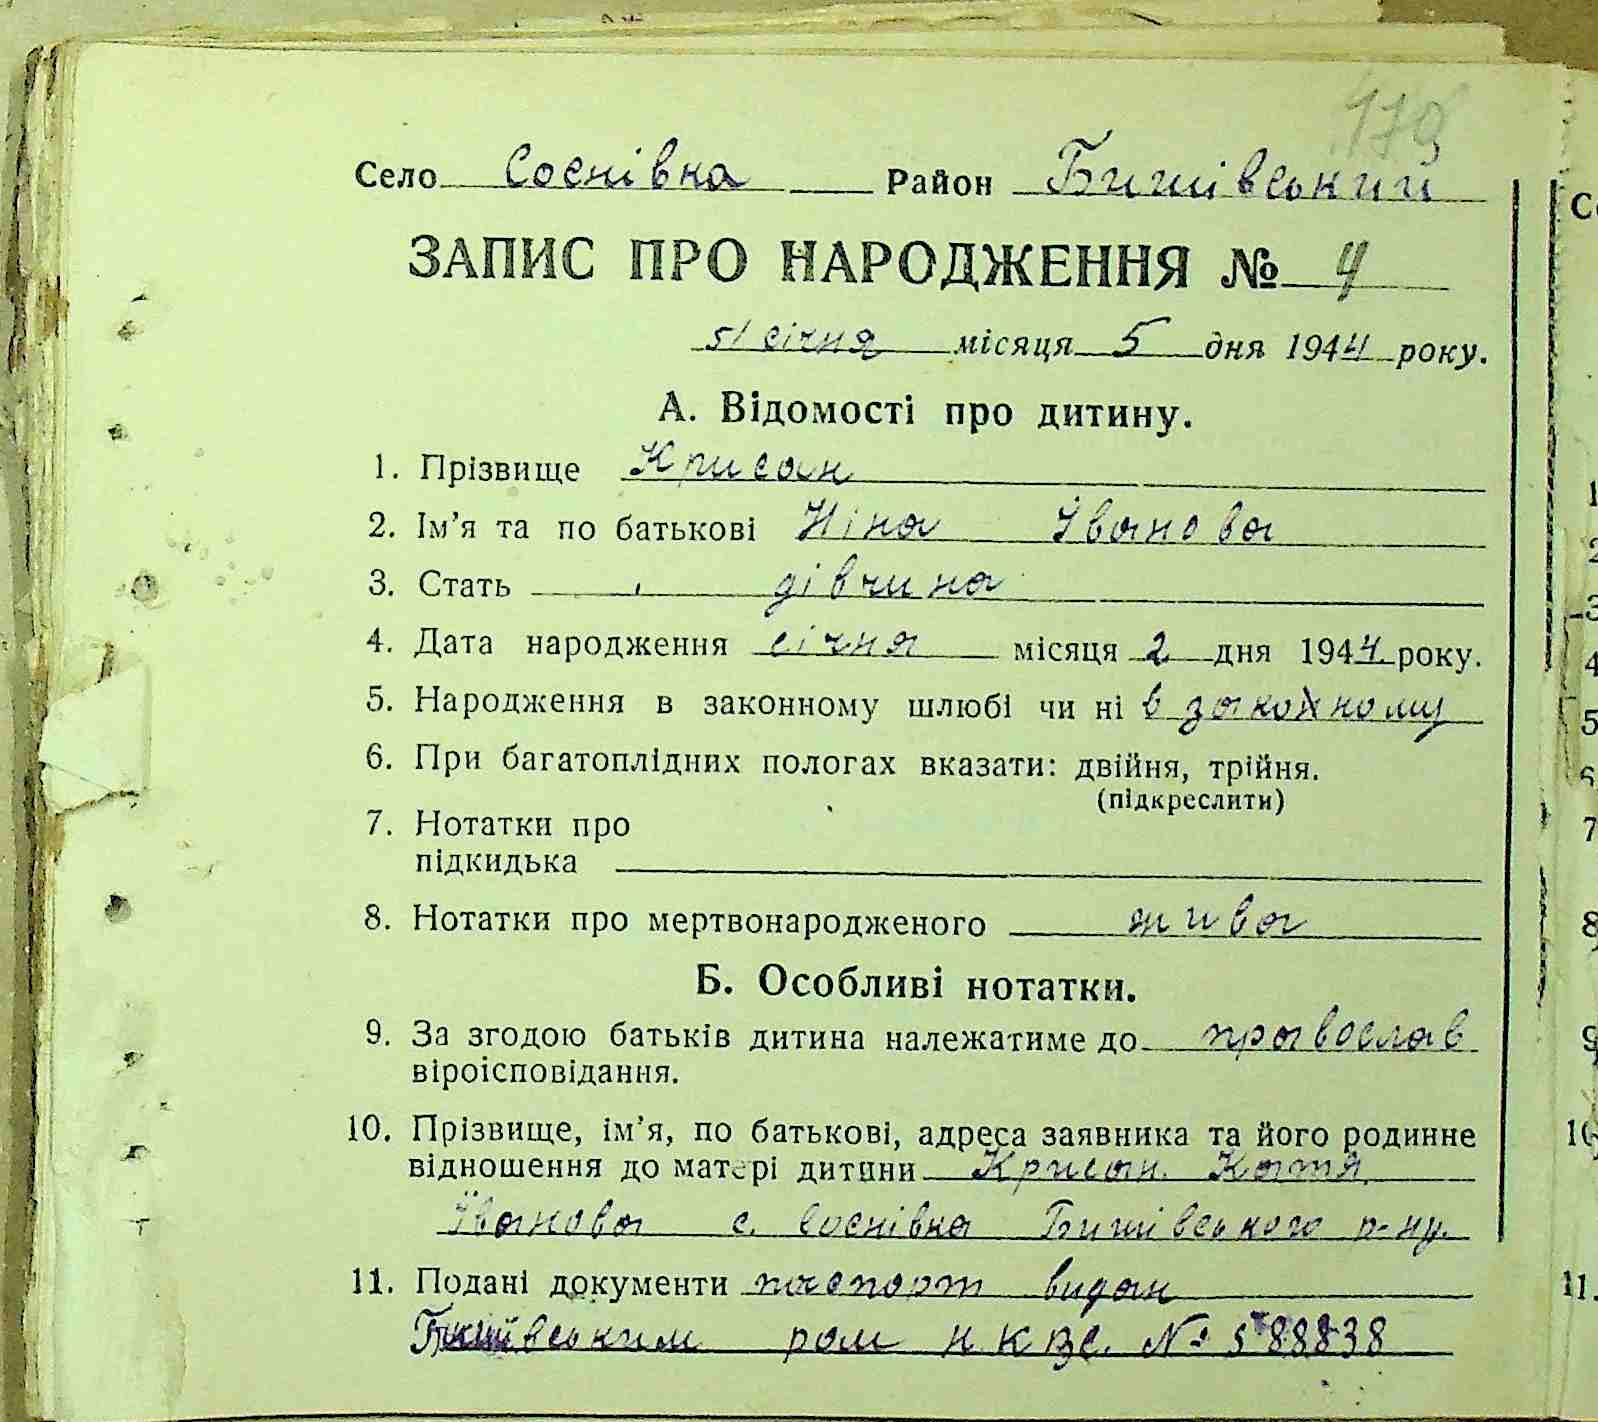 179
Село Соснівка Район Бишівський
ЗАПИС ПРО НАРОДЖЕННЯ № 4
5/ січня місяця 5 дня 1944 року.
А. Відомості про дитину.
1. Прізвище Крисан
2. Ім'я та по батькові Ніна Іванова
3. Стать дівчина
4. Дата народження січня місяця 2 дня 1944 року.
5. Народження в законному шлюбі чи ні в законному
6. При багатоплідних пологах вказати: двійня, трійня.
(підкреслити)
7. Нотатки про
підкидька
8. Нотатки про мертвонародженого жива
Б. Особливі нотатки.
9. За згодою батьків дитина належатиме до православ
віроісповідання.
10. Прізвище, ім'я, по батькові, адреса заявника та його родинне
відношення до матері дитини Крисан Катя
Іванова с. Соснівка Бишівського р-ну.
11. Подані документи паспорт видан
Бишівським ром НКВС. № 588838